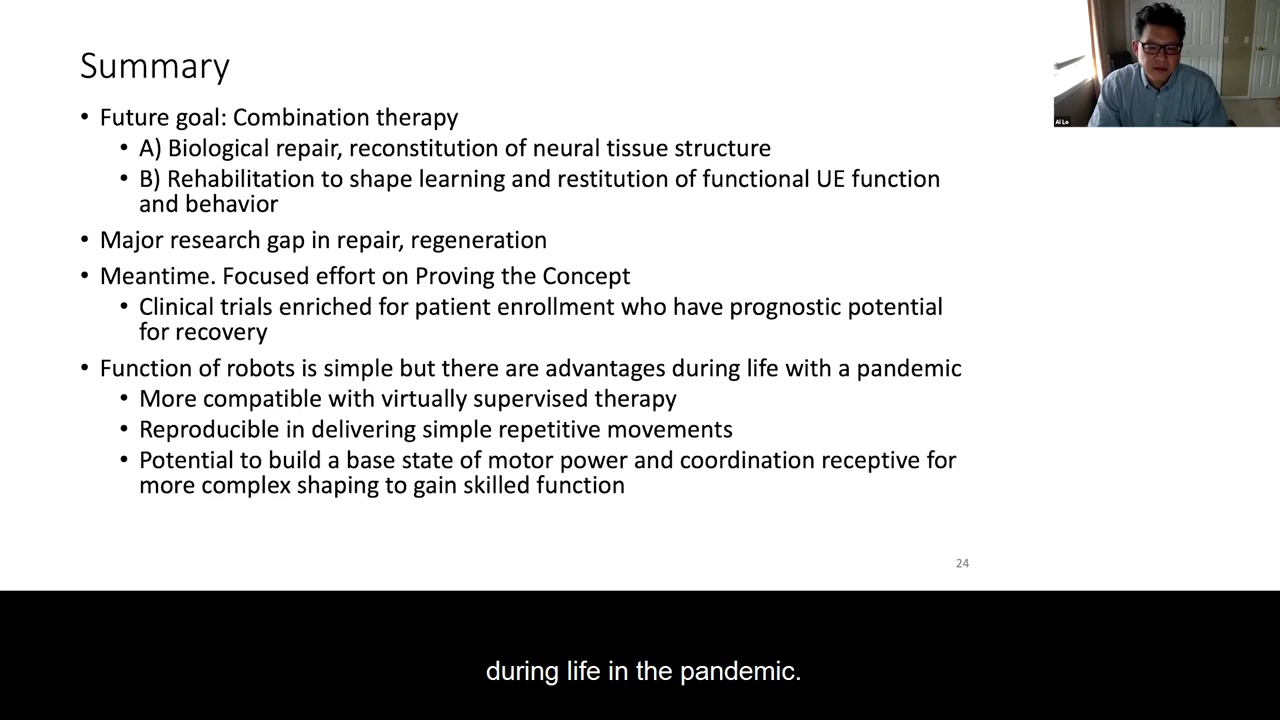 Summary
• Future goal: Combination therapy
• A) Biological repair, reconstitution of neural tissue structure
• B) Rehabilitation to shape learning and restitution of functional UE function
and behavior
• Major research gap in repair, regeneration
• Meantime. Focused effort on Proving the Concept
• Clinical trials enriched for patient enrollment who have prognostic potential
for recovery
• Function of robots is simple but there are advantages during life with a pandemic
• More compatible with virtually supervised therapy
• Reproducible in delivering simple repetitive movements
• Potential to build a base state of motor power and coordination receptive for
more complex shaping to gain skilled function
24
Al Lo
during life in the pandemic.